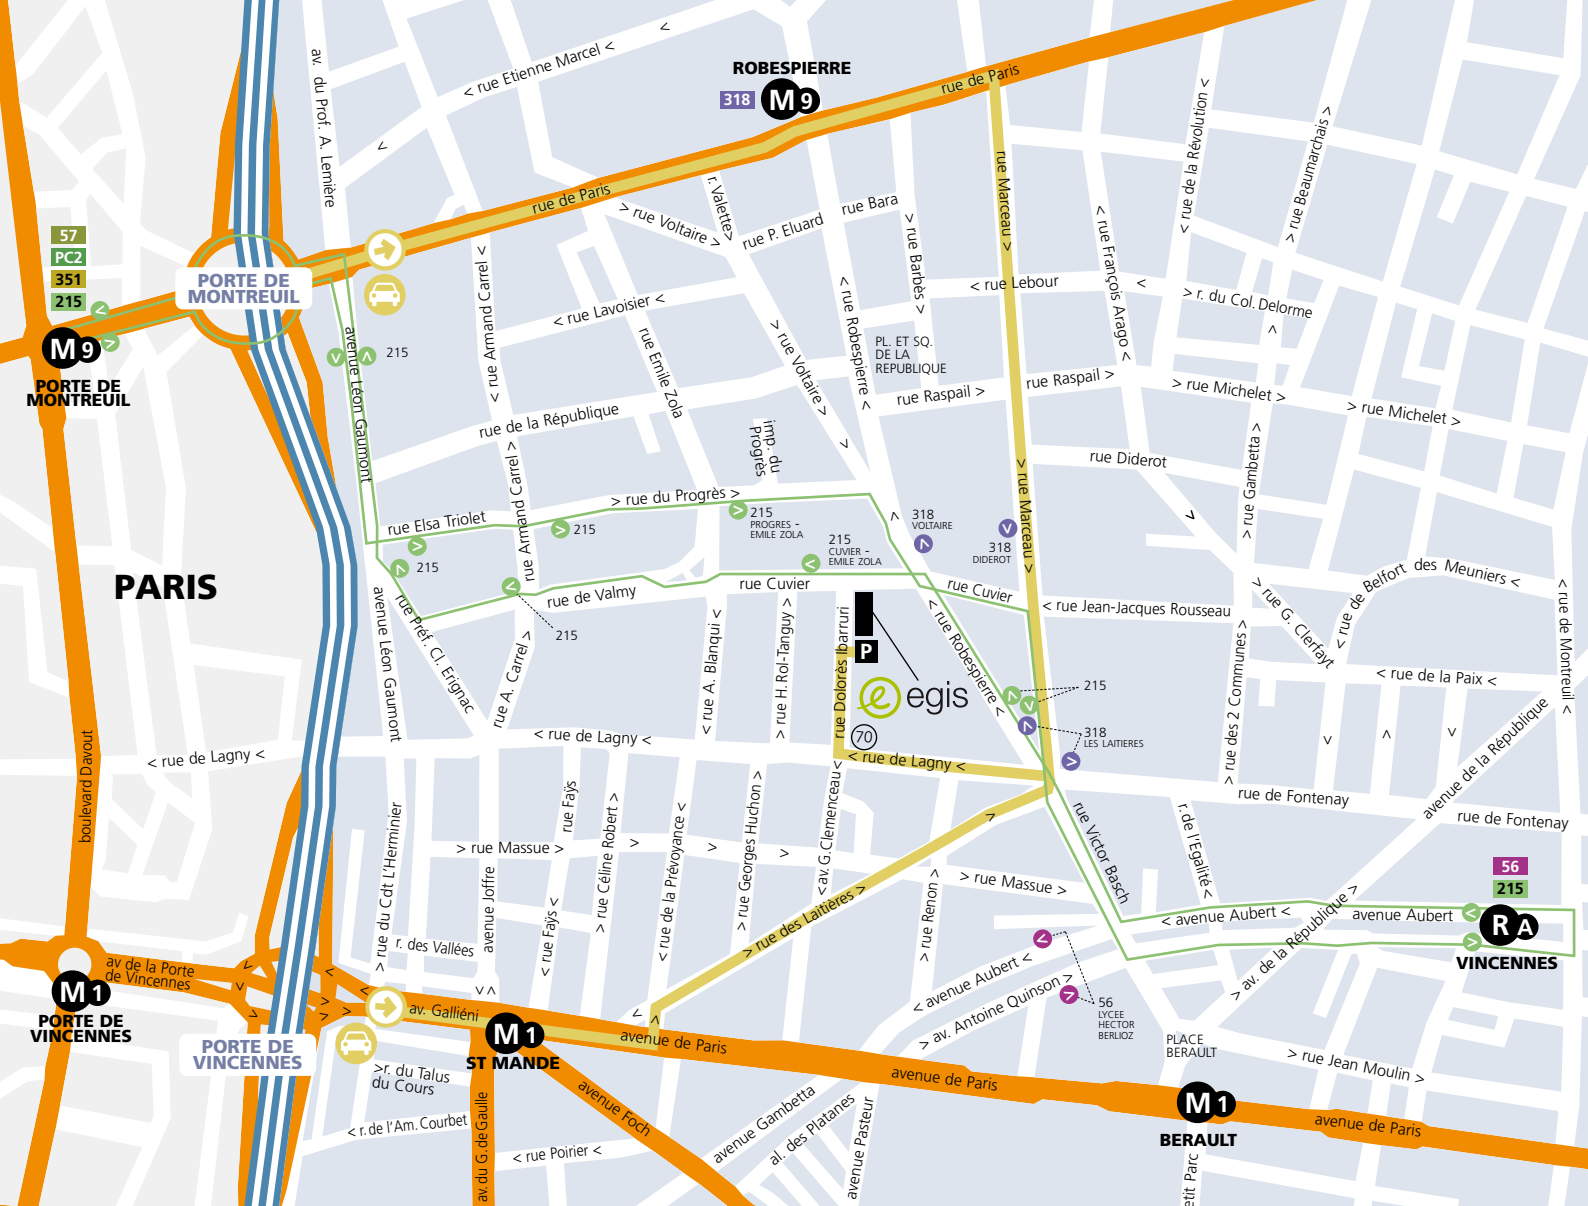 av. du Prof. A. Lemière
< rue Etienne Marcel <
<
<
ROBESPIERRE
318
M 9
rue de Paris
rue de Paris
rue Marceau >
< rue de la Révolution <
> rue Beaumarchais >
57
PC2
351
215
M 9
PORTE DE
MONTREUIL
PORTE DE
MONTREUIL
> rue Voltaire >
r. Valette>
rue P. Eluard
rue Bara
> rue Barbès >
< rue Armand Carrel <
< rue Lavoisier <
rue Emile Zola
> rue Voltaire >
< rue Robespierre >
PL. ET SQ.
DE LA
REPUBLIQUE
< rue Lebour
<
> r. du Col. Delorme
< rue François Arago <
rue Raspail >
rue Raspail >
> rue Michelet >
> rue Michelet >
215
avenue Léon Gaumont
rue de la République
imp. du
Progrès
rue Armand Carrel >
rue Elsa Triolet
> rue du Progrès >
215
PROGRES -
EMILE ZOLA
215
215
215
CUVIER -
EMILE ZOLA
318
VOLTAIRE
318
DIDEROT
> rue Marceau >
rue Diderot
> rue Gambetta >
PARIS
215
rue de Valmy
rue Cuvier
rue Cuvier
< rue Jean-Jacques Rousseau
> rue G. Clerfayt
< rue de Belfort
des Meuniers <
< rue de Montreuil <
avenue Léon Gaumont
rue Préf. Cl. Erignac
rue A. Carrel >
< rue A. Blanqui <
> rue H. Rol-Tanguy >
rue Dolorès Ibarruri
P
egis
70
< rue Robespierre <
215
318
LES LAITIERES
> rue des 2 Communes >
< rue de la Paix <
avenue de la République
boulevard Davout
< rue de Lagny <
< rue de Lagny <
< rue de Lagny <
rue de Fontenay
rue de Fontenay
> rue du Cdt L'Herminier
> rue Massue >
rue Faÿs
< rue Faÿs <
avenue Joffre
> rue Céline Robert >
< rue de la Prévoyance <
> rue Georges Huchon >
< av. G. Clemenceau <
> rue des Laitières >
> rue Renon >
> rue Massue >
rue Victor Basch
r. de l'Egalité <
56
215
R A
VINCENNES
< avenue Aubert <
avenue Aubert
> av. de la République >
r. des Vallées
av de la Porte
de Vincennes
M 1
PORTE DE
VINCENNES
PORTE DE
VINCENNES
av. Galliéni
M 1
ST MANDE
avenue de Paris
< avenue Aubert <
> av. Antoine Quinson >
56
LYCEE
HECTOR
BERLIOZ
PLACE
BERAULT
> rue Jean Moulin >
>r. du Talus
du Cours
< r. de l'Am. Courbet
av. du G. de Gaulle
avenue Foch
< rue Poirier <
avenue Gambetta
al. des Platanes
avenue Pasteur
avenue de Paris
M 1
BERAULT
avenue de Paris
etit Parc